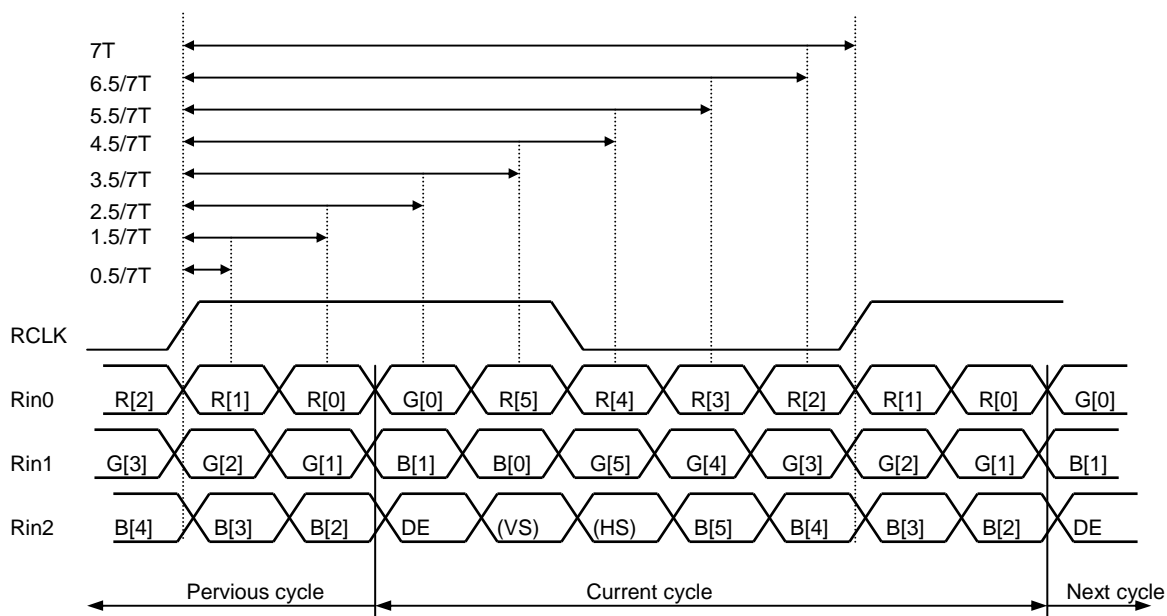 7T
6.5/7T
5.5/7T
4.5/7T
3.5/7T
2.5/7T
1.5/7T
0.5/7T
RCLK
Rin0 R[2] R[1] R[0] G[0] R[5] R[4] R[3] R[2] R[1] R[0] G[0]
Rin1 G[3] G[2] G[1] B[1] B[0] G[5] G[4] G[3] G[2] G[1] B[1]
Rin2 B[4] B[3] B[2] DE (VS) (HS) B[5] B[4] B[3] B[2] DE
Pervious cycle Current cycle Next cycle